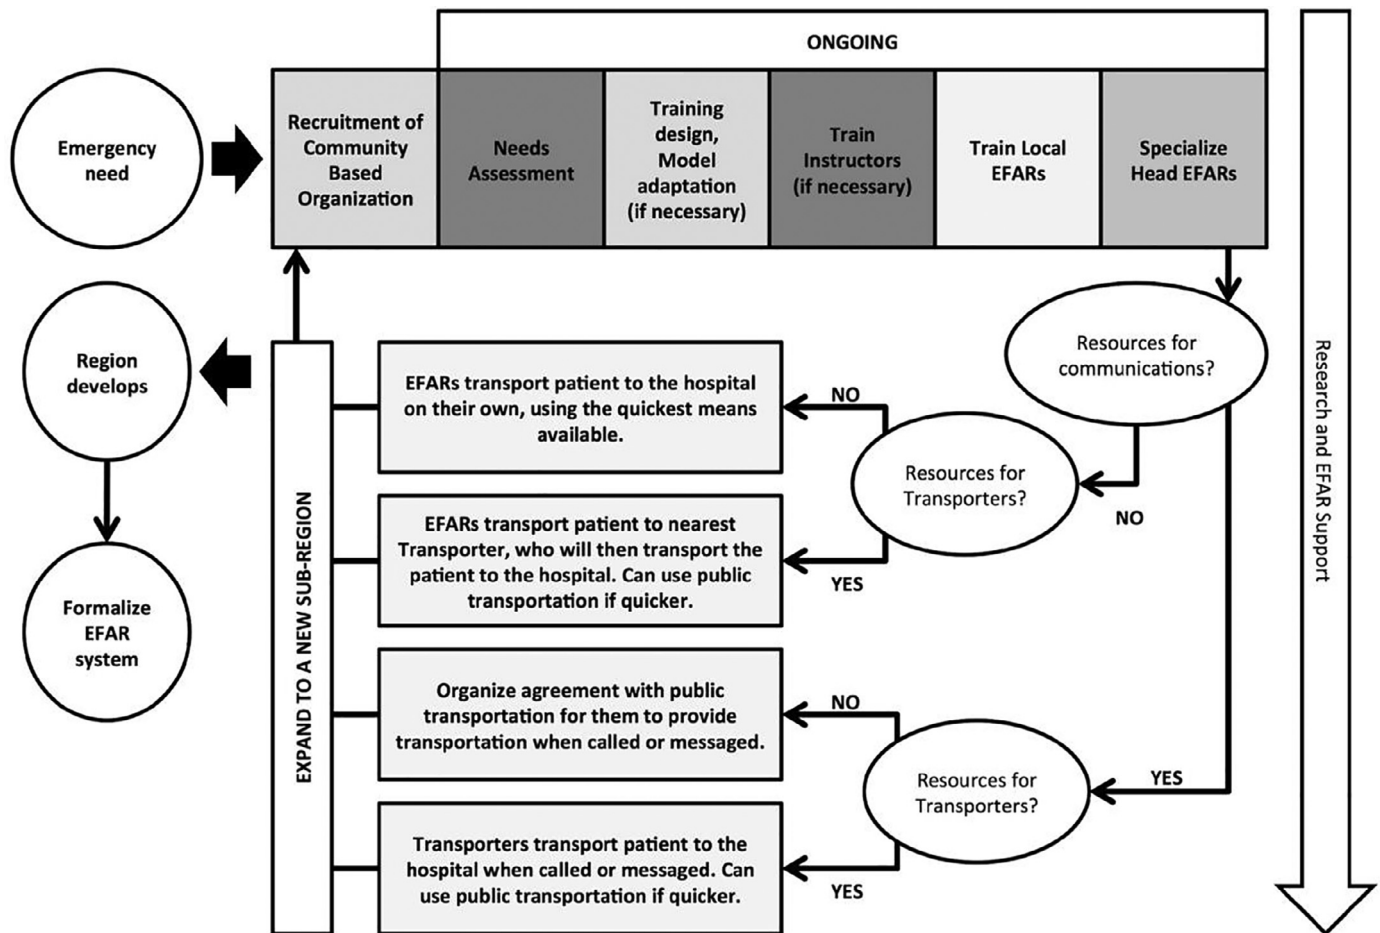 ONGOING
Emergency
need
Recruitment of
Community
Based
Organization
Needs
Assessment
Training
design,
Model
adaptation
(if necessary)
Train
Instructors
(if necessary)
Train Local
EFARs
Specialize
Head EFARs
Region
develops
Formalize
EFAR
system
EXPAND TO A NEW SUB-REGION
EFARs transport patient to the hospital
on their own, using the quickest means
available.
EFARs transport patient to nearest
Transporter, who will then transport the
patient to the hospital. Can use public
transportation if quicker.
Organize agreement with public
transportation for them to provide
transportation when called or messaged.
Transporters transport patient to the
hospital when called or messaged. Can
use public transportation if quicker.
NO
YES
Resources for
Transporters?
NO
Resources for
communications?
NO
YES
Resources for
Transporters?
YES
Research and EFAR Support